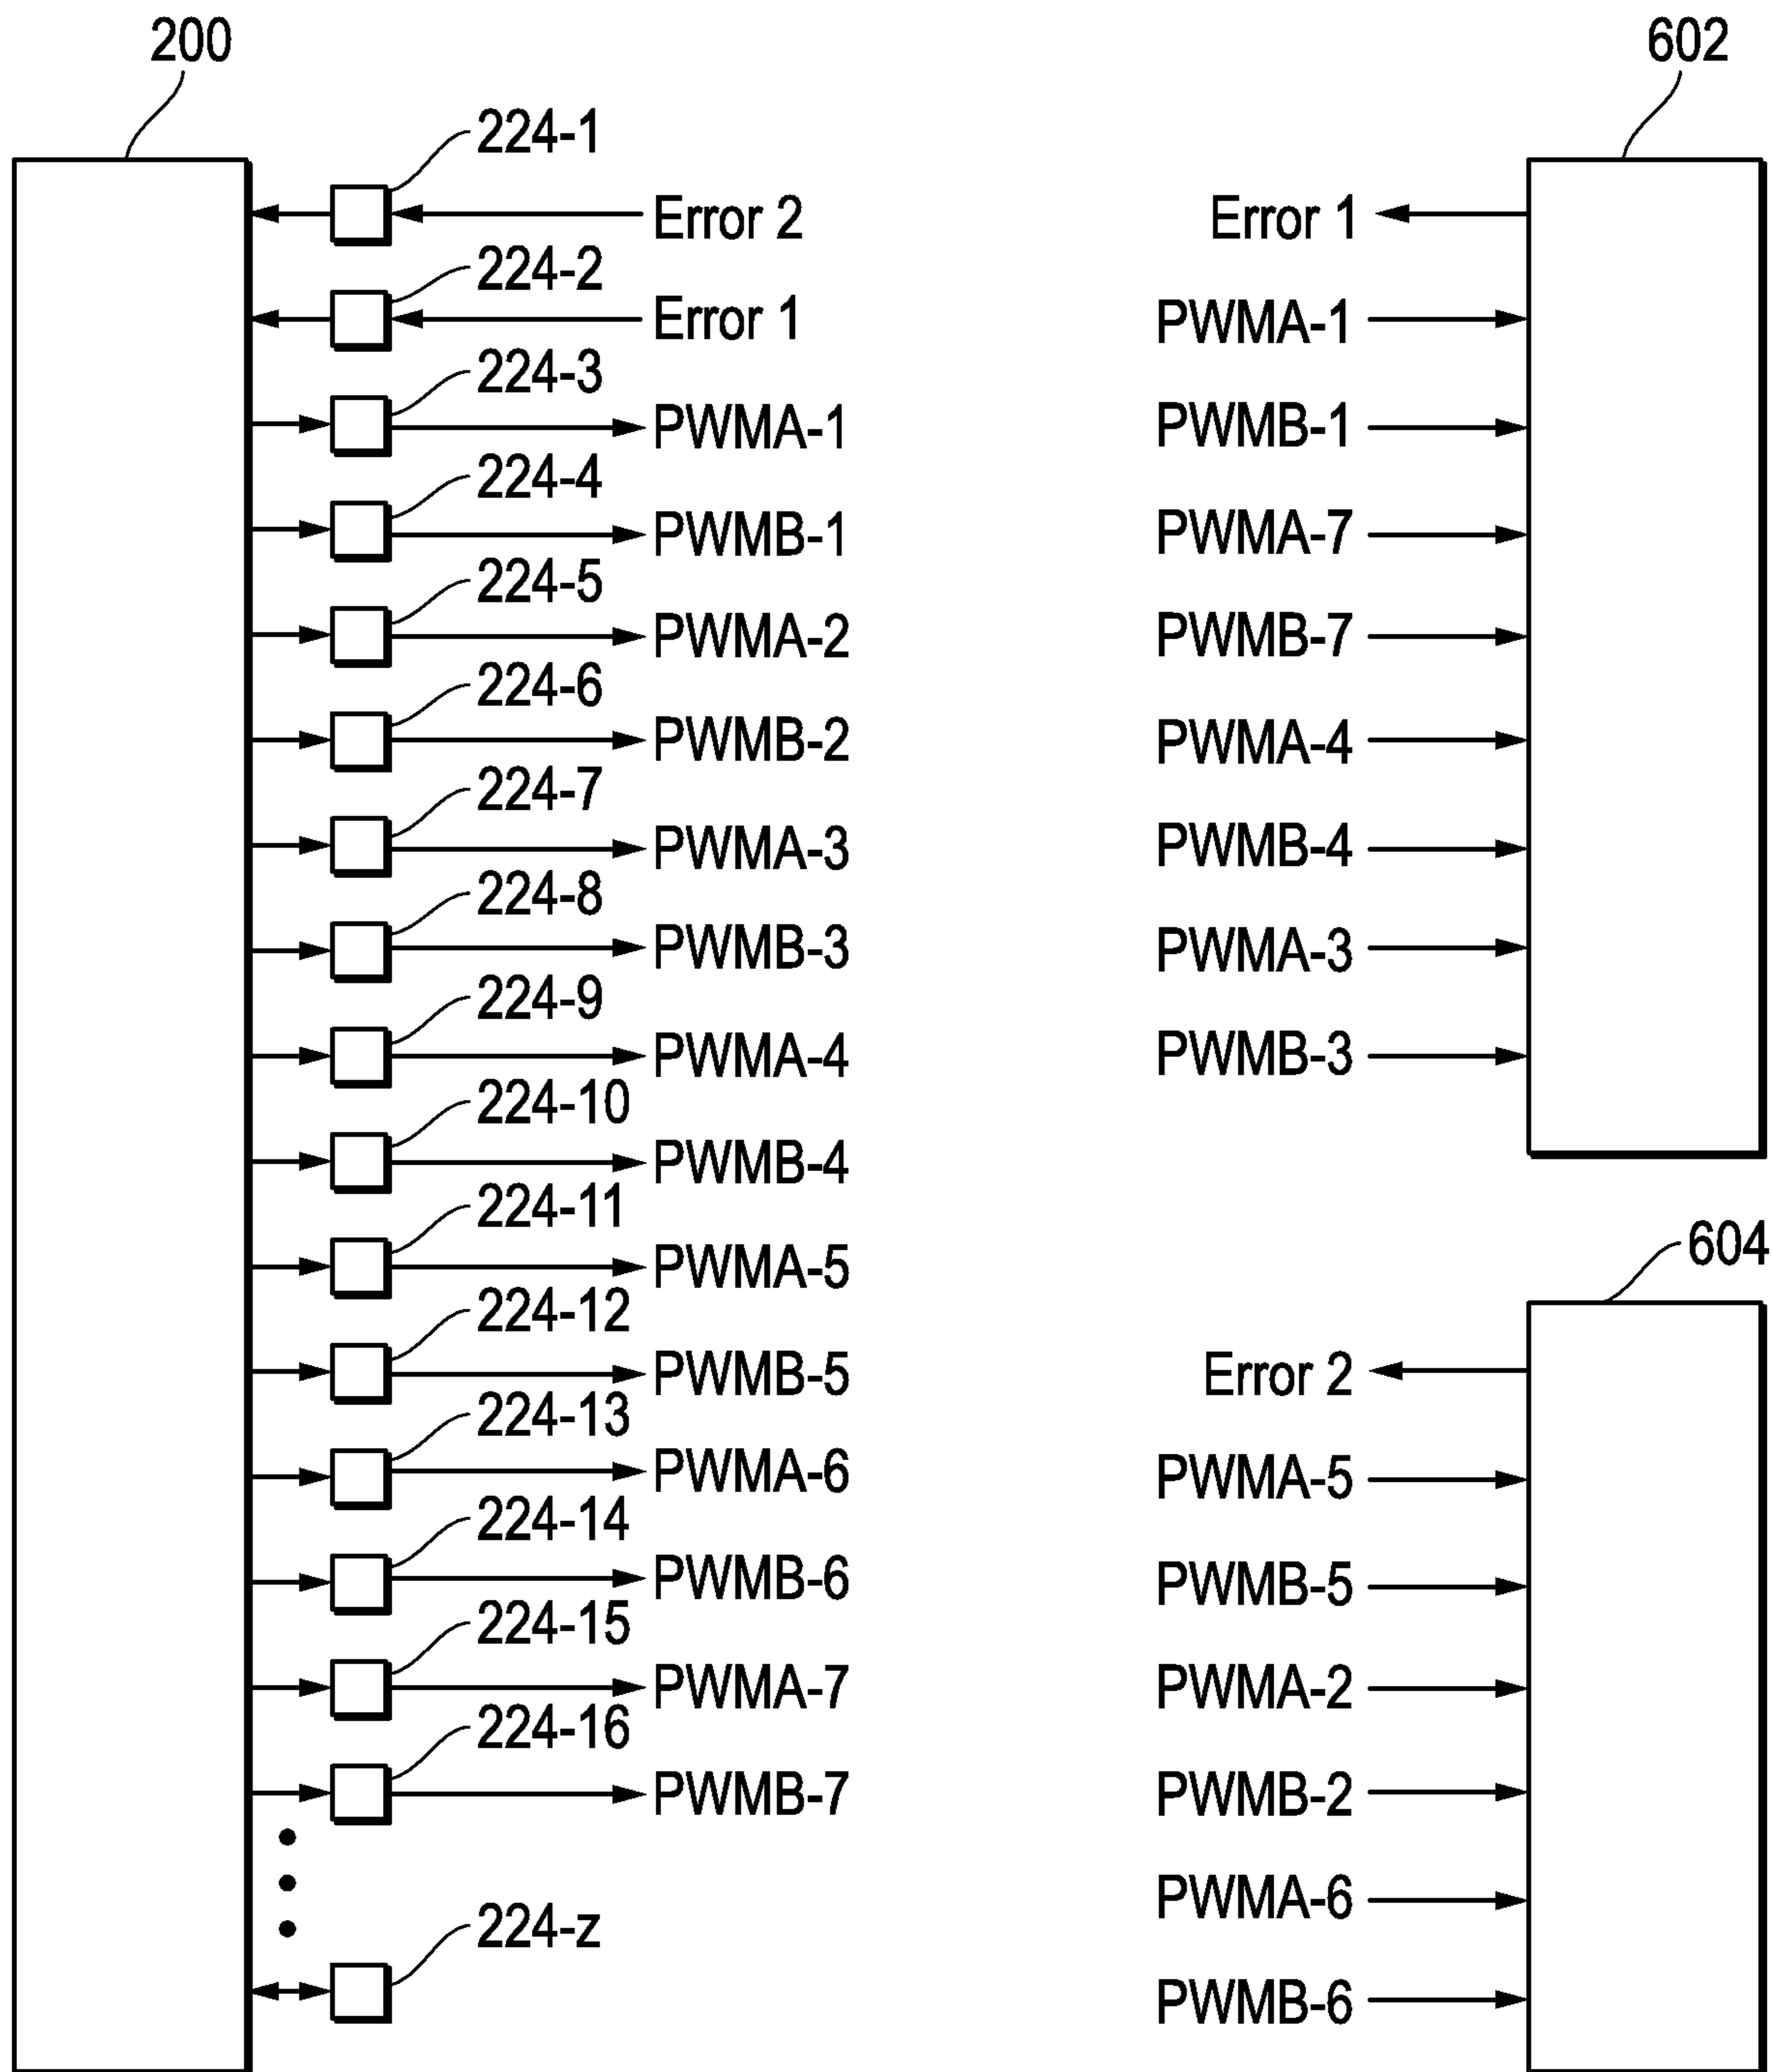 200
602
224-1
Error 2
Error 1
224-2
Error 1
PWMA-1
224-3
PWMA-1
PWMB-1
224-4
PWMB-1
PWMA-7
224-5
PWMA-2
PWMB-7
224-6
PWMB-2
PWMA-4
224-7
PWMA-3
PWMB-4
224-8
PWMB-3
PWMA-3
224-9
PWMA-4
PWMB-3
224-10
PWMB-4
224-11
PWMA-5
604
224-12
PWMB-5
Error 2
224-13
PWMA-6
PWMA-5
224-14
PWMB-6
PWMB-5
224-15
PWMA-7
PWMA-2
224-16
PWMB-7
PWMB-2
224-z
PWMA-6
PWMB-6